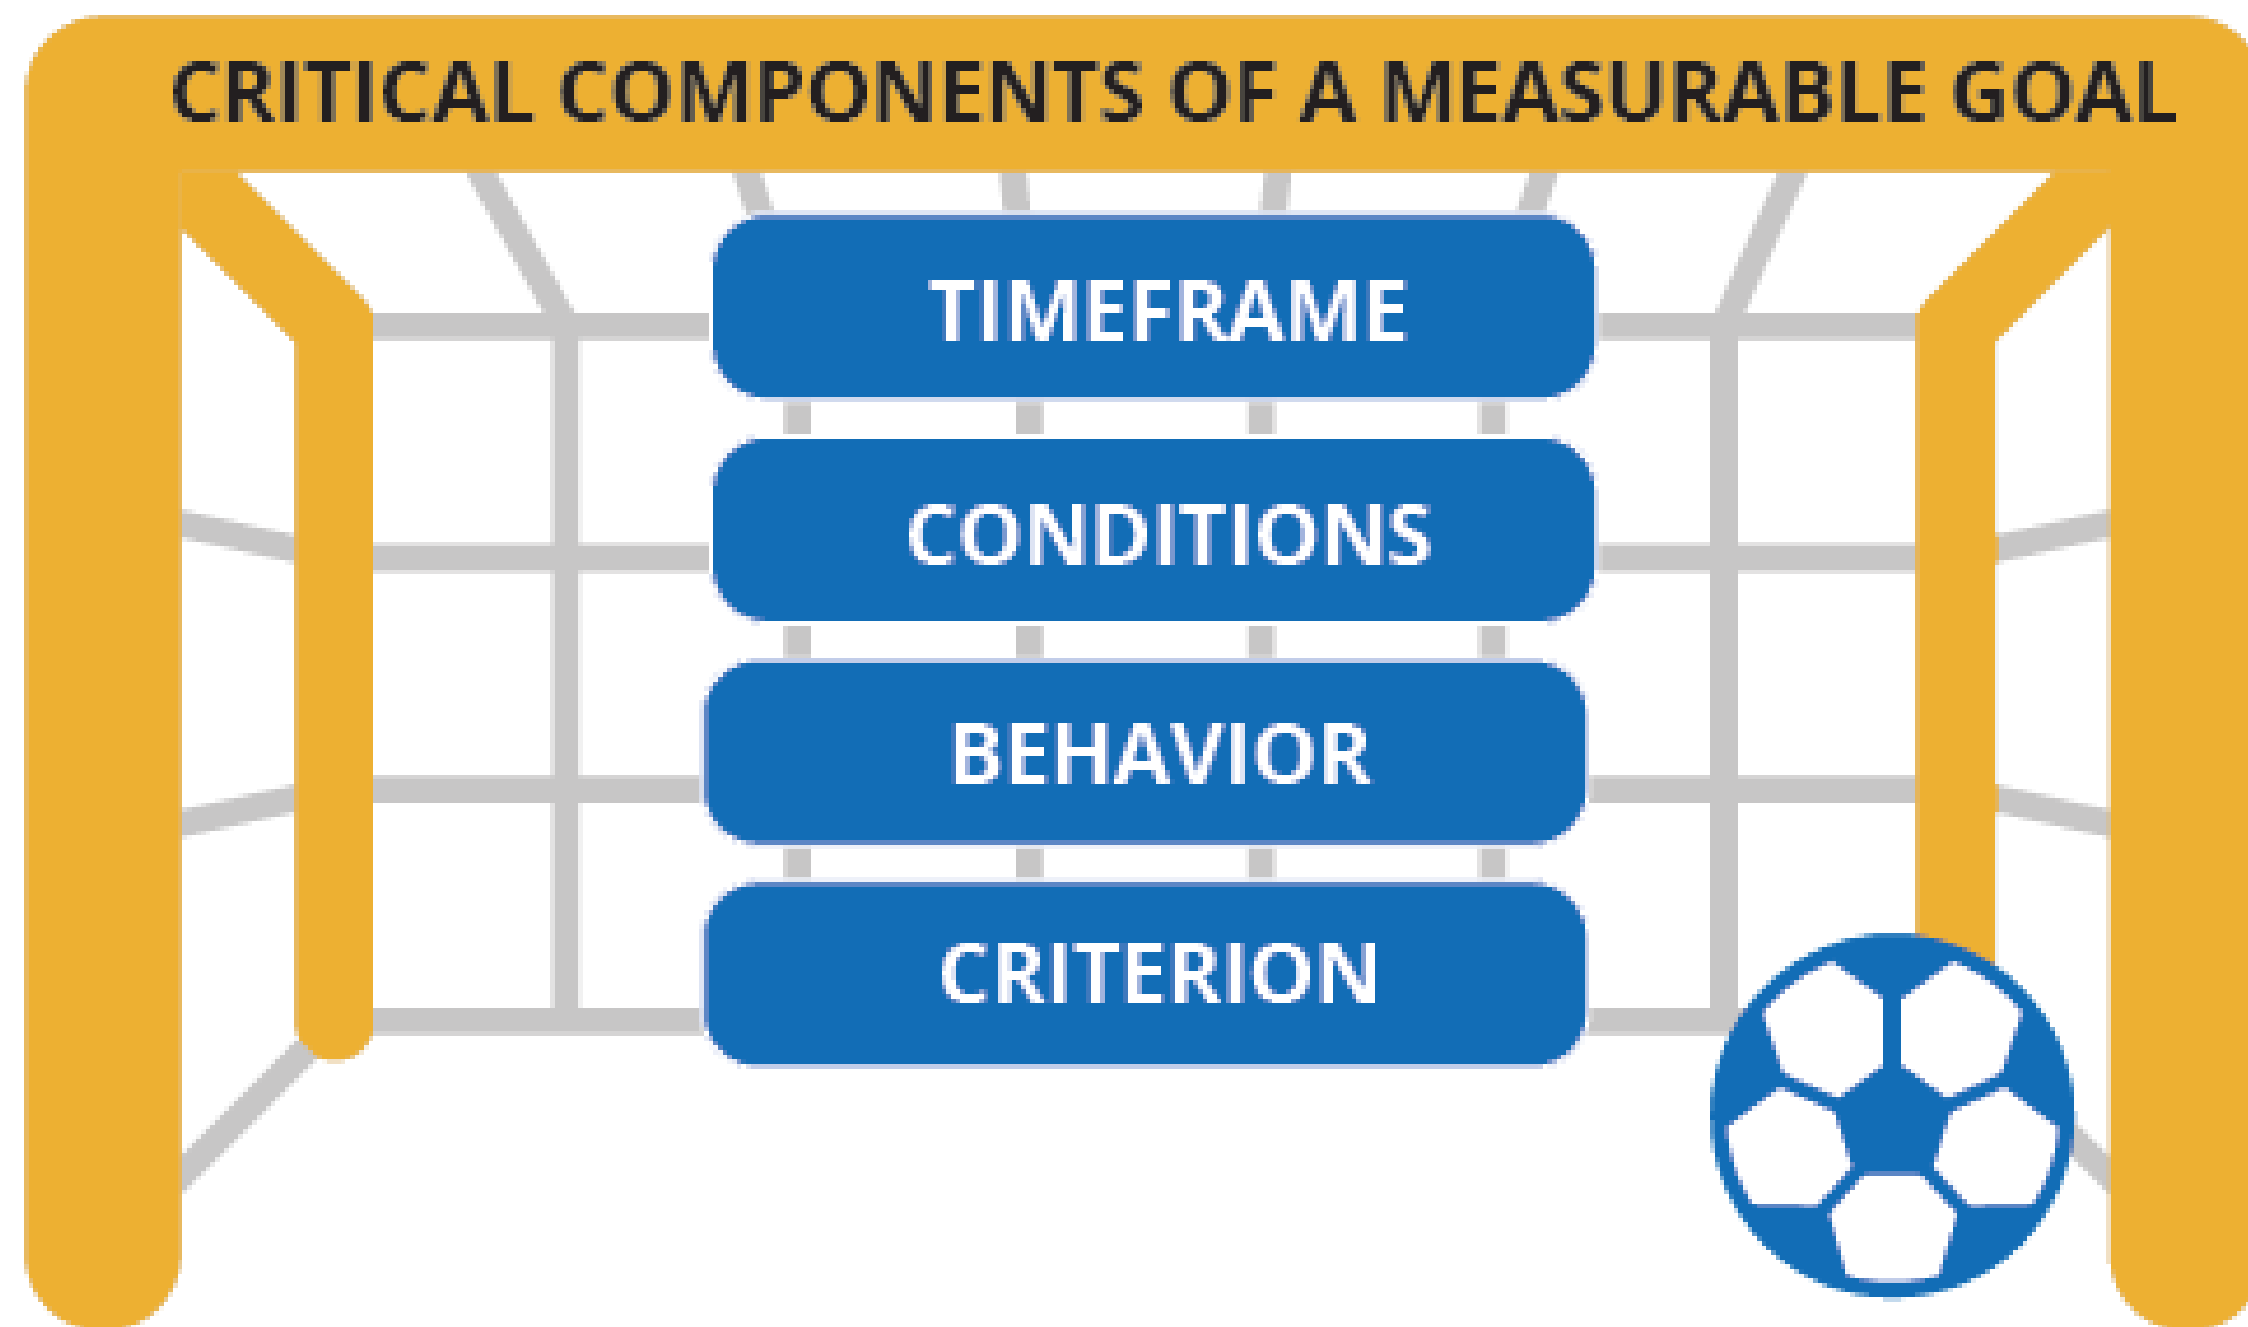 CRITICAL COMPONENTS OF A MEASURABLE GOAL
TIMEFRAME
CONDITIONS
BEHAVIOR
CRITERION